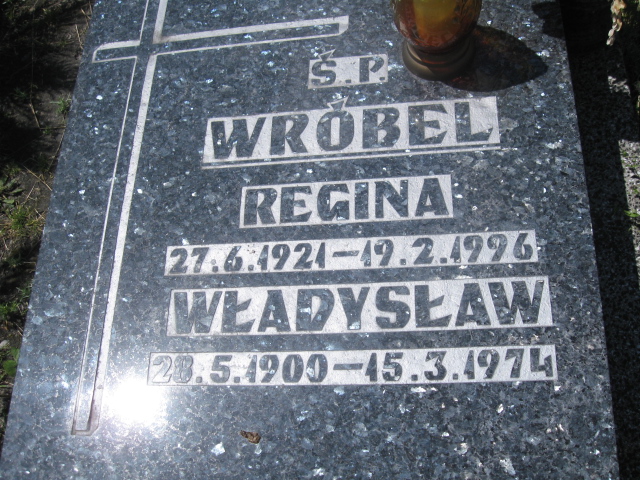 Ś. P.
WRÓBEL
REGINA
27.6.1921–19.2.1996
WŁADYSŁAW
28.5.1900–15.3.1974